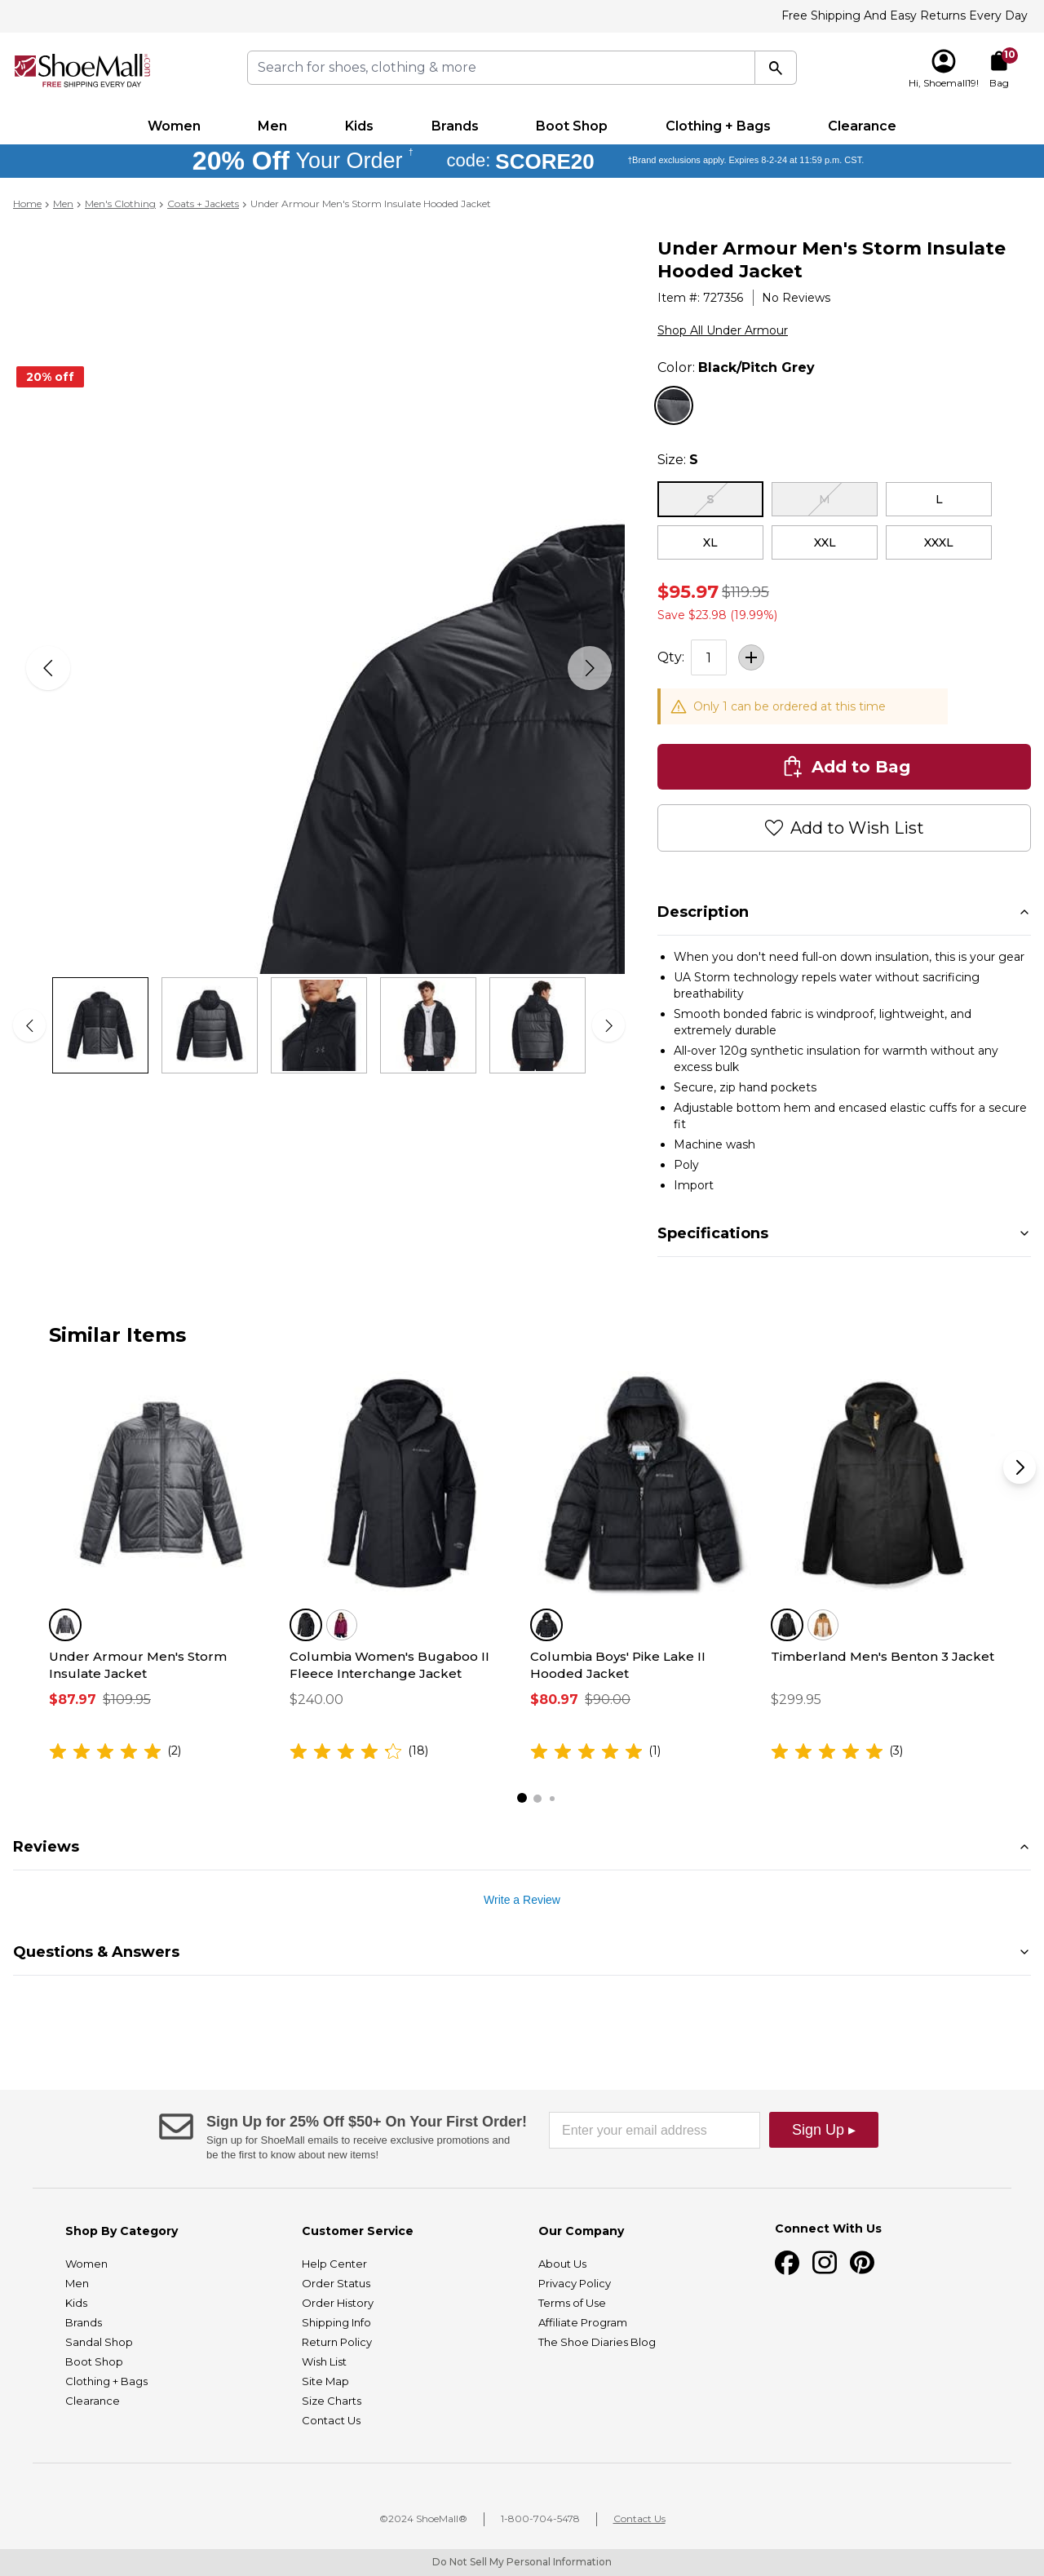 Free Shipping And Easy Returns Every Day
ShoeMall.com
FREE SHIPPING EVERY DAY
Search for shoes, clothing & more
10
Hi, Shoemall19!
Bag
Women
Men
Kids
Brands
Boot Shop
Clothing + Bags
Clearance
20% Off Your Order †
code: SCORE20
†Brand exclusions apply. Expires 8-2-24 at 11:59 p.m. CST.
Home > Men > Men's Clothing > Coats + Jackets > Under Armour Men's Storm Insulate Hooded Jacket
20% off
Under Armour Men's Storm Insulate
Hooded Jacket
Item #: 727356
No Reviews
Shop All Under Armour
Color: Black/Pitch Grey
Size: S
S
M
L
XL
XXL
XXXL
$95.97 $119.95
Save $23.98 (19.99%)
Qty: 1
Only 1 can be ordered at this time
Add to Bag
Add to Wish List
Description
• When you don't need full-on down insulation, this is your gear
• UA Storm technology repels water without sacrificing
breathability
• Smooth bonded fabric is windproof, lightweight, and
extremely durable
• All-over 120g synthetic insulation for warmth without any
excess bulk
• Secure, zip hand pockets
• Adjustable bottom hem and encased elastic cuffs for a secure
fit
• Machine wash
• Poly
• Import
Specifications
Similar Items
Under Armour Men's Storm
Insulate Jacket
$87.97 $109.95
(2)
Columbia Women's Bugaboo II
Fleece Interchange Jacket
$240.00
(18)
Columbia Boys' Pike Lake II
Hooded Jacket
$80.97 $90.00
(1)
Timberland Men's Benton 3 Jacket
$299.95
(3)
Reviews
Write a Review
Questions & Answers
Sign Up for 25% Off $50+ On Your First Order!
Sign up for ShoeMall emails to receive exclusive promotions and
be the first to know about new items!
Enter your email address
Sign Up ▸
Shop By Category
Women
Men
Kids
Brands
Sandal Shop
Boot Shop
Clothing + Bags
Clearance
Customer Service
Help Center
Order Status
Order History
Shipping Info
Return Policy
Wish List
Site Map
Size Charts
Contact Us
Our Company
About Us
Privacy Policy
Terms of Use
Affiliate Program
The Shoe Diaries Blog
Connect With Us
©2024 ShoeMall®
1-800-704-5478
Contact Us
Do Not Sell My Personal Information